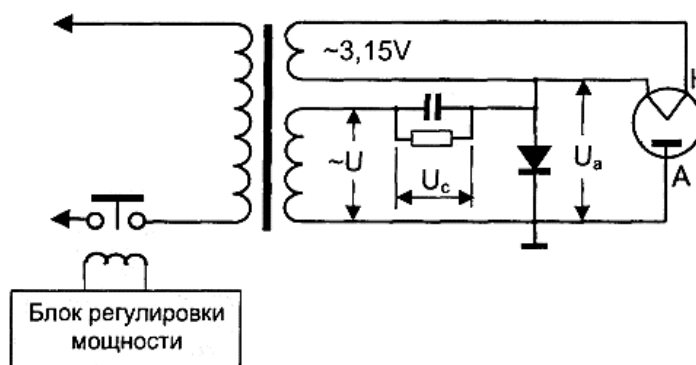 ~3,15V
Н
~U
U_c
U_a
А
Блок регулировки
мощности